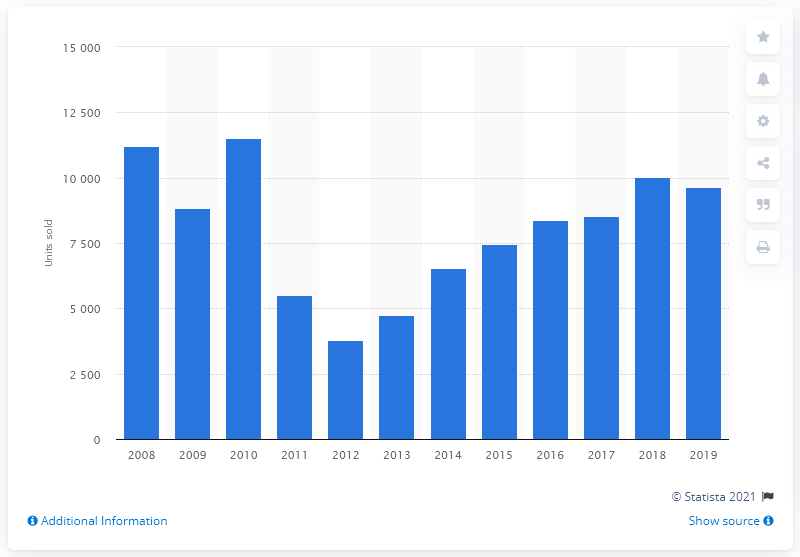 15 000
12 500
10 000
7 500
5 000
2 500
0
Units sold
2008 2009 2010 2011 2012 2013 2014 2015 2016 2017 2018 2019
© Statista 2021
Additional Information
Show source